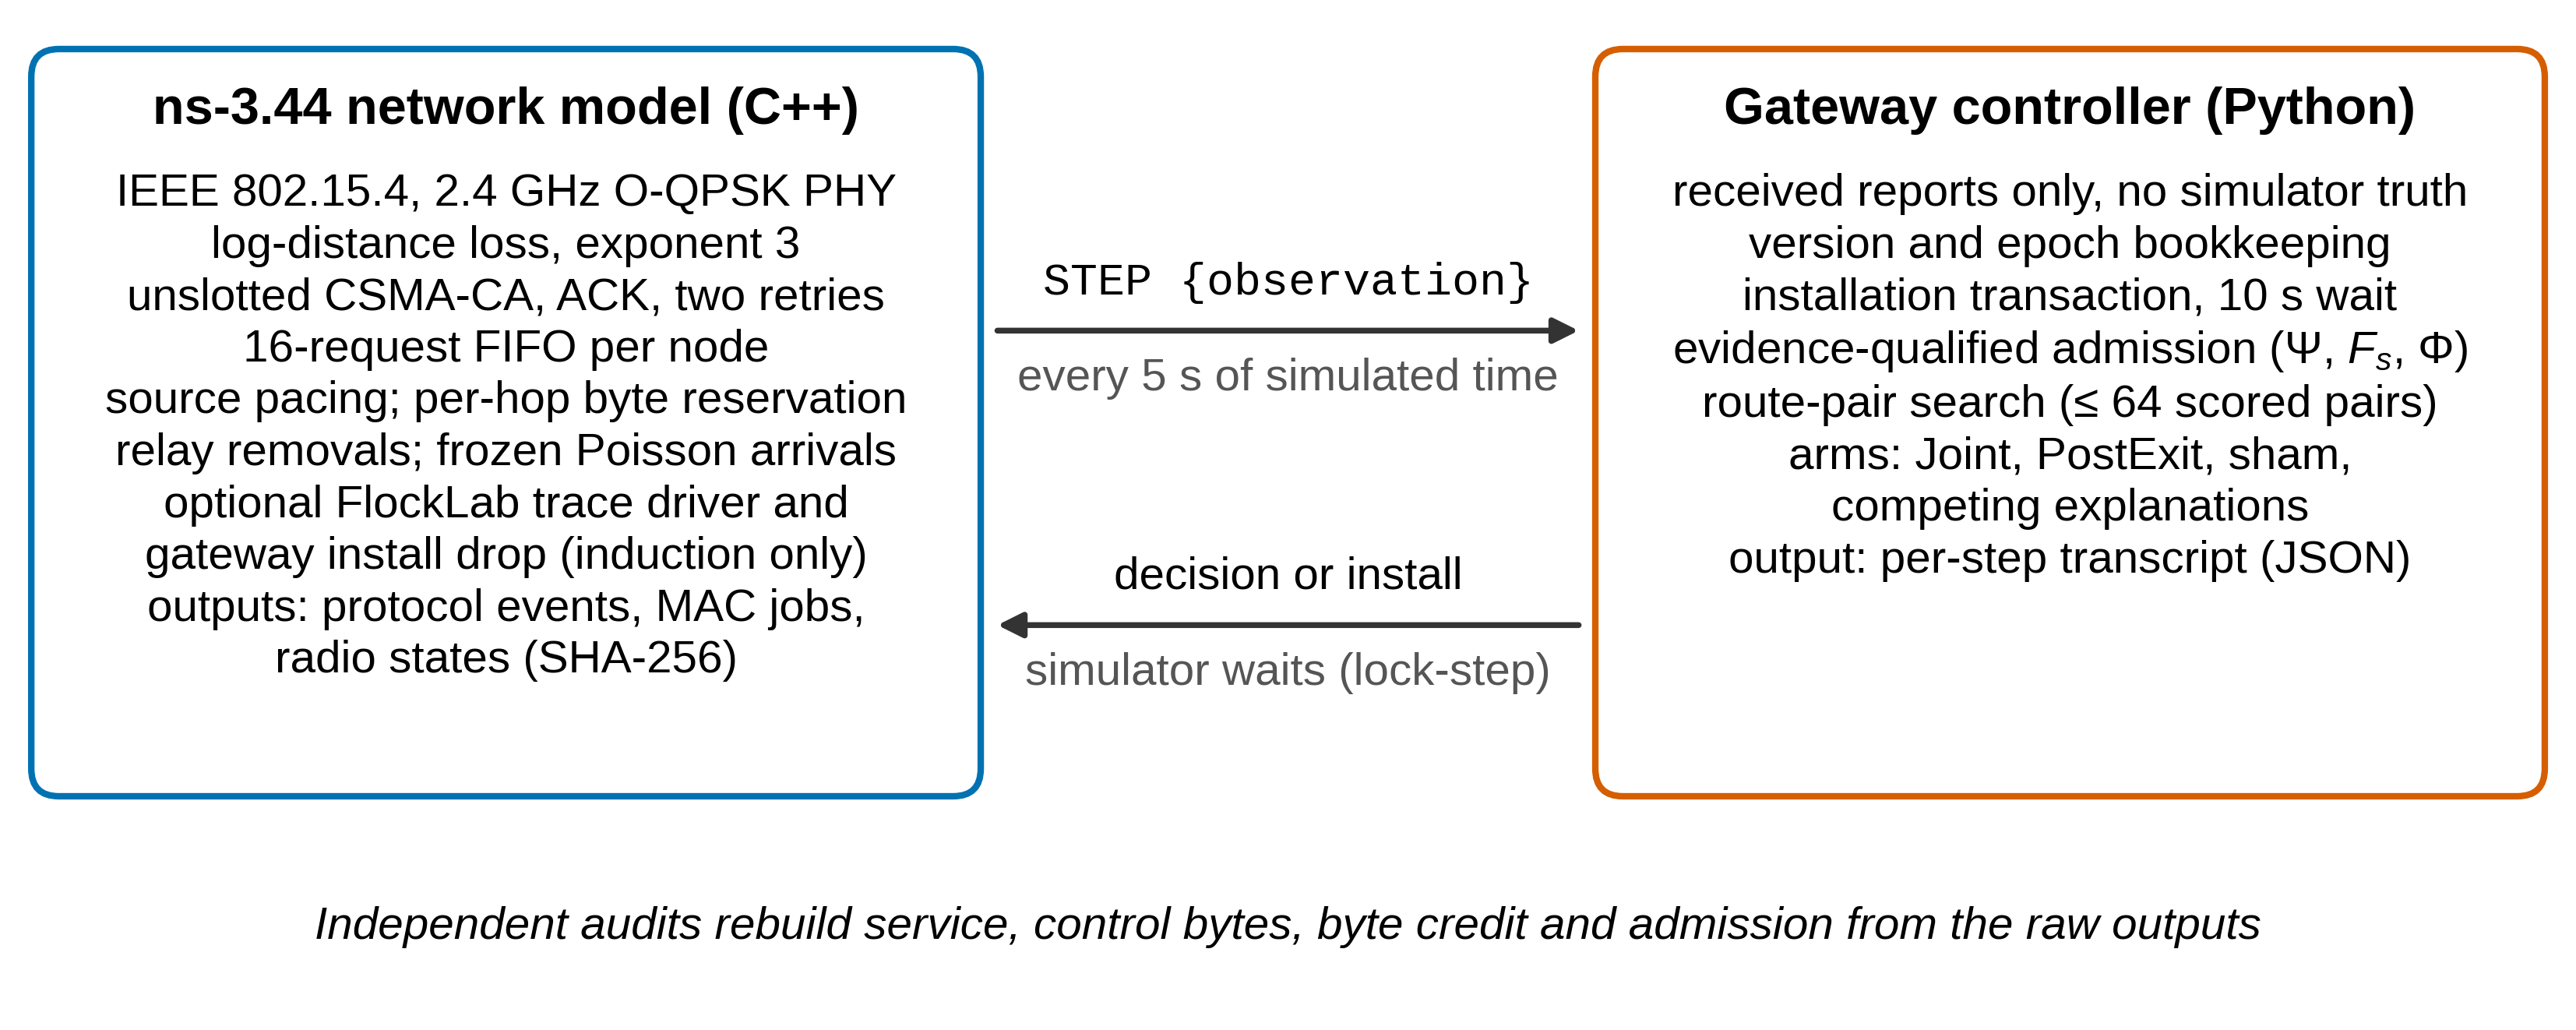 ns-3.44 network model (C++)
IEEE 802.15.4, 2.4 GHz O-QPSK PHY
log-distance loss, exponent 3
unslotted CSMA-CA, ACK, two retries
16-request FIFO per node
source pacing; per-hop byte reservation
relay removals; frozen Poisson arrivals
optional FlockLab trace driver and
gateway install drop (induction only)
outputs: protocol events, MAC jobs,
radio states (SHA-256)
STEP {observation}
every 5 s of simulated time
decision or install
simulator waits (lock-step)
Gateway controller (Python)
received reports only, no simulator truth
version and epoch bookkeeping
installation transaction, 10 s wait
evidence-qualified admission (Ψ, Fₛ, Φ)
route-pair search (≤ 64 scored pairs)
arms: Joint, PostExit, sham,
competing explanations
output: per-step transcript (JSON)
Independent audits rebuild service, control bytes, byte credit and admission from the raw outputs